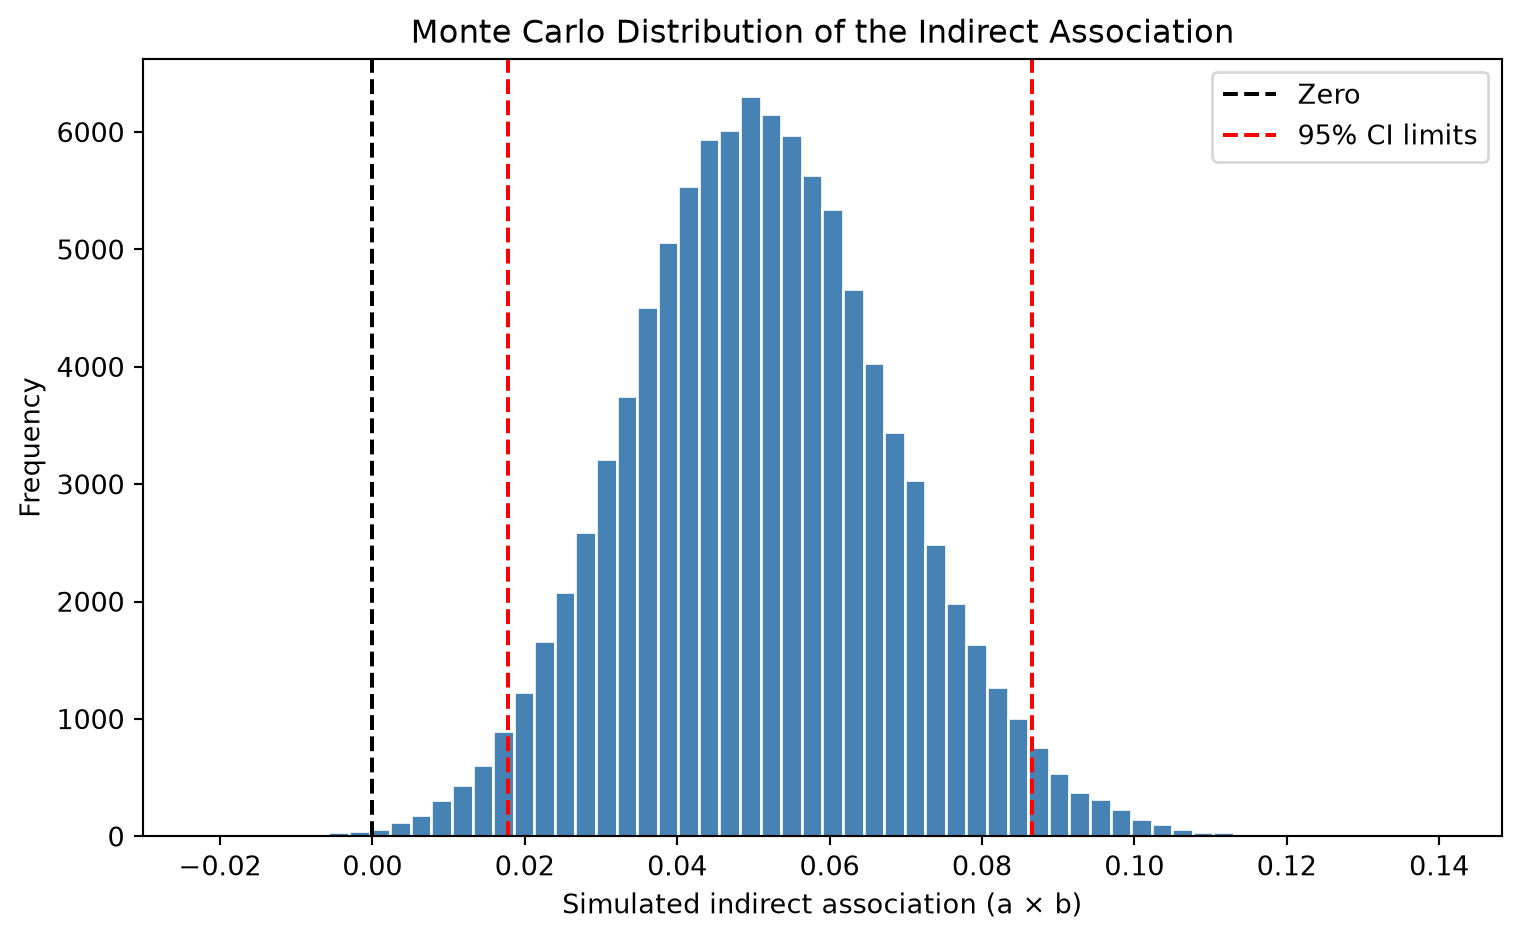 Monte Carlo Distribution of the Indirect Association
Zero
95% CI limits
Frequency
6000
5000
4000
3000
2000
1000
0
−0.02 0.00 0.02 0.04 0.06 0.08 0.10 0.12 0.14
Simulated indirect association (a × b)